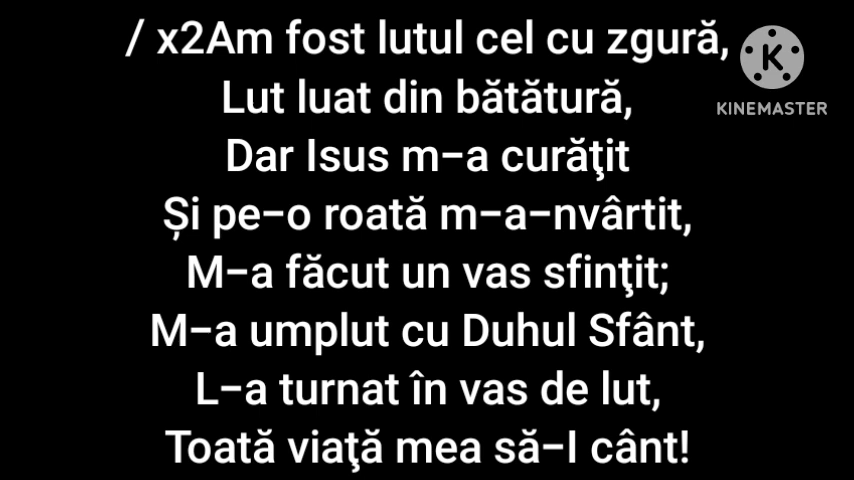 / x2Am fost lutul cel cu zgură,
Lut luat din bătătură,
Dar Isus m–a curăţit
Și pe–o roată m–a–nvârtit,
M–a făcut un vas sfinţit;
M–a umplut cu Duhul Sfânt,
L–a turnat în vas de lut,
Toată viaţă mea să–I cânt!
K
KINEMASTER